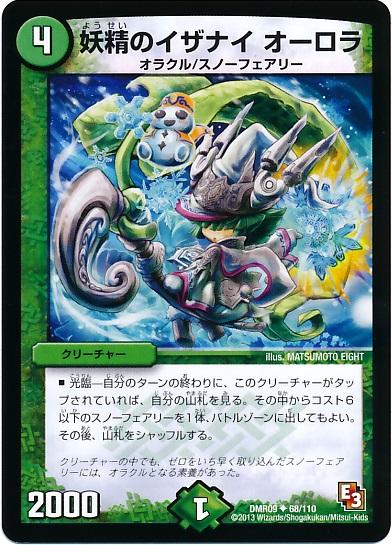 4
ようせい
妖精のイザナイ オーロラ
オラクル/スノーフェアリー
クリーチャー
illus. MATSUMOTO EIGHT
■ 光臨—自分のターンの終わりに、このクリーチャーがタッ
プされていれば、自分の山札を見る。その中からコスト6
以下のスノーフェアリーを1体、バトルゾーンに出してもよい。
その後、山札をシャッフルする。
クリーチャーの中でも、ゼロをいち早く取り込んだスノーフェア
リーには、オラクルとなる素養があった。
2000
1
E3
DMR09 ◆ 68/110
©2013 Wizards/Shogakukan/Mitsui-Kids